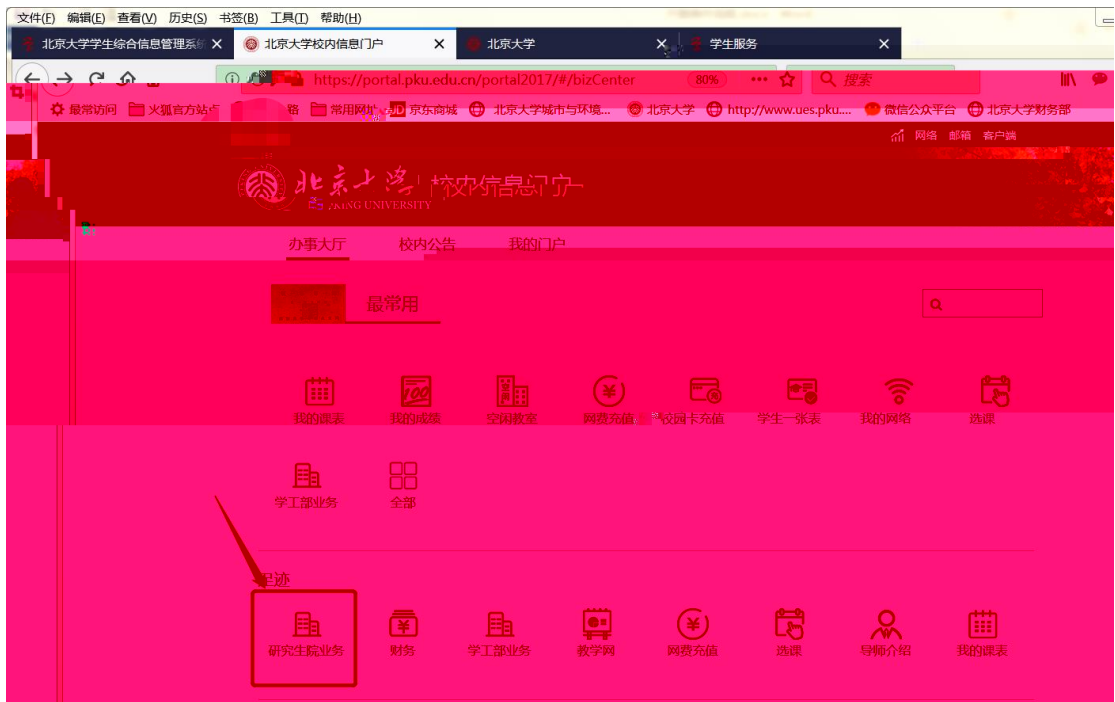 文件(F) 编辑(E) 查看(V) 历史(S) 书签(B) 工具(T) 帮助(H)
北京大学学生综合信息管理系统 北京大学校内信息门户 北京大学 学生服务
https://portal.pku.edu.cn/portal2017/#/bizCenter 80% 搜索
最常访问 火狐官方站点 常用网址 JD 京东商城 北京大学城市与环境... 北京大学 http://www.ues.pku.... 微信公众平台 北京大学财务部
网络 邮箱 客户端
北京大学 校内信息门户
UNIVERSITY
办事大厅 校内公告 我的门户
最常用
我的课表 我的成绩 空闲教室 网费充值 校园卡充值 学生一张表 我的网络 选课
学工部业务 全部
足迹
研究生院业务 财务 学工部业务 教学网 网费充值 选课 导师介绍 我的课表